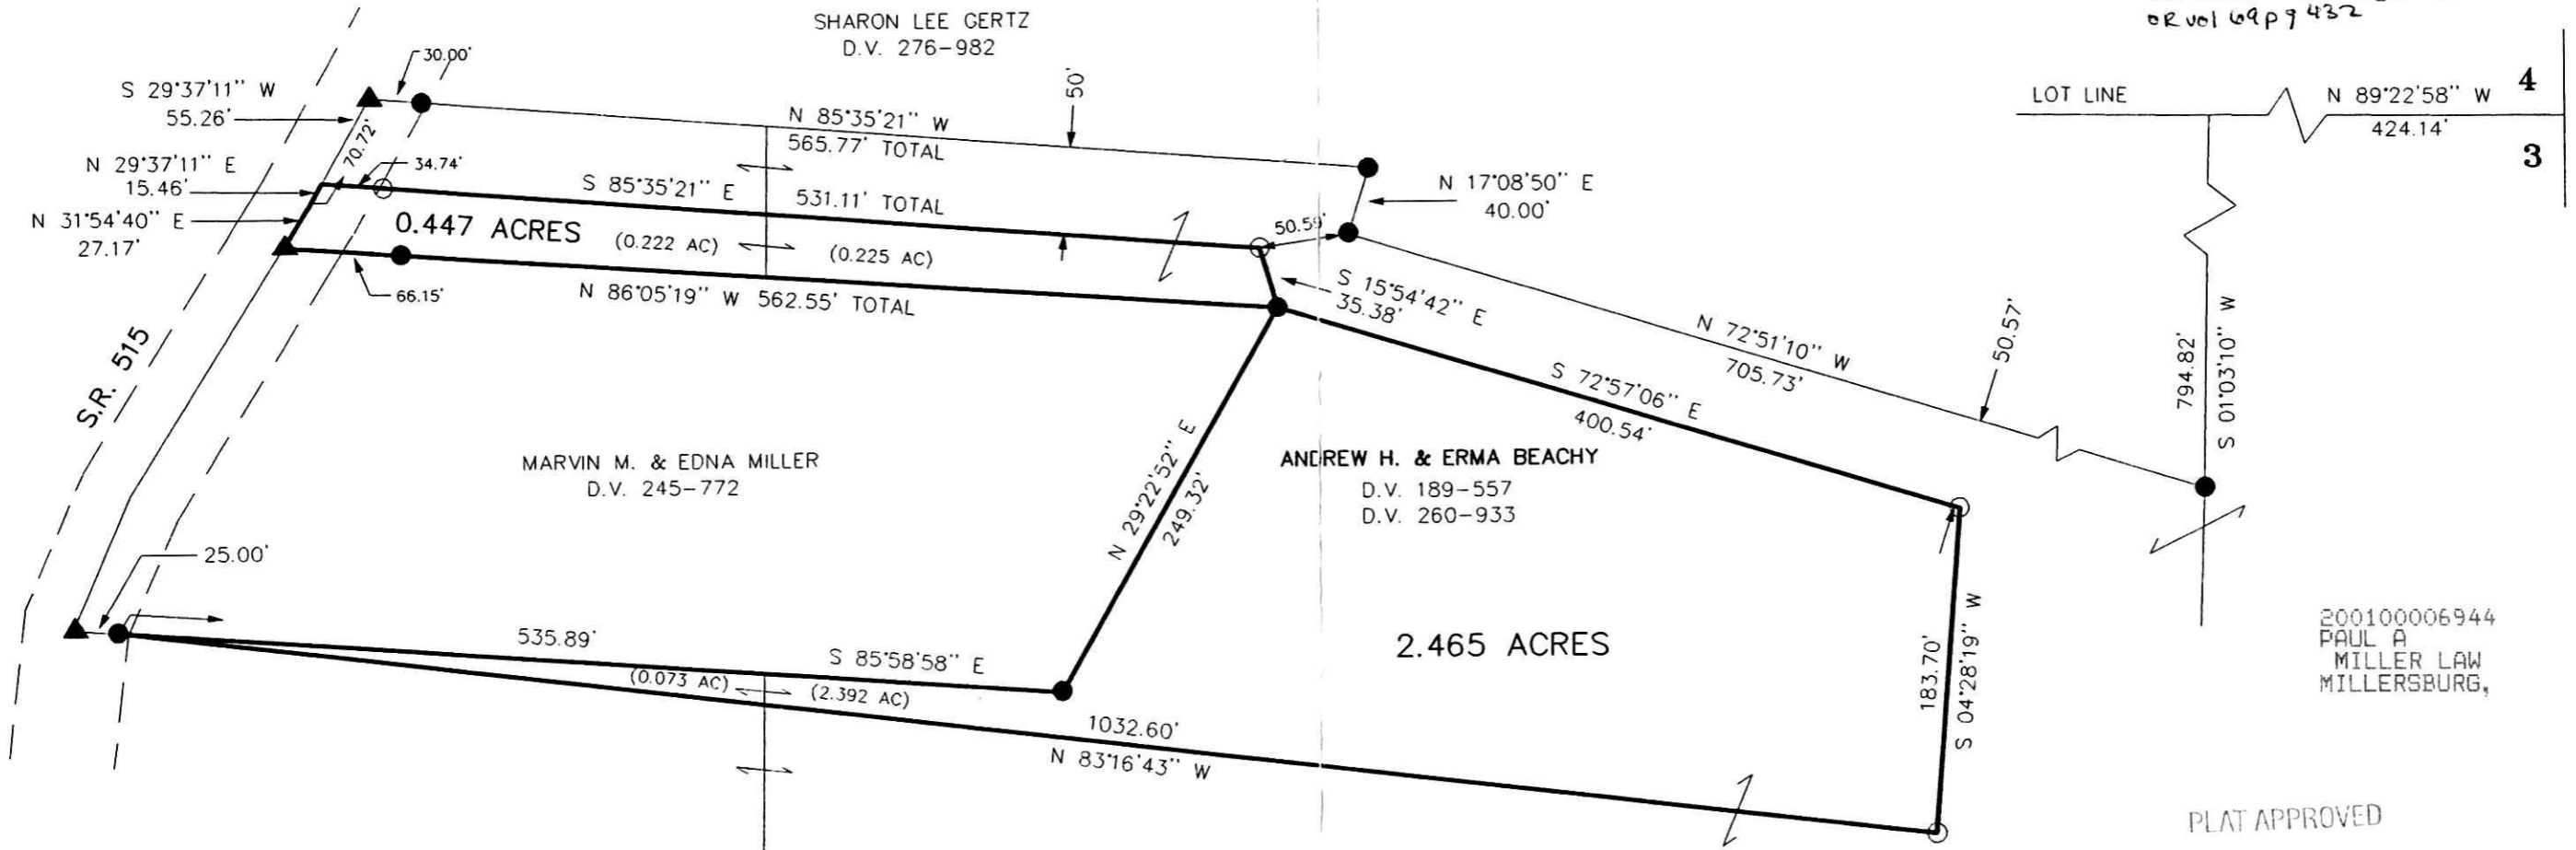 SHARON LEE GERTZ
D.V. 276-982
OR vol 69 pg 432
30.00'
S 29°37'11" W
55.26'
70.72'
N 29°37'11" E
15.46'
34.74'
N 31°54'40" E
27.17'
N 85°35'21" W
565.77' TOTAL
50'
S 85°35'21" E
531.11' TOTAL
0.447 ACRES
(0.222 AC)
(0.225 AC)
66.15'
N 86°05'19" W 562.55' TOTAL
50.59'
N 17°08'50" E
40.00'
S 15°54'42" E
35.38'
LOT LINE
N 89°22'58" W
424.14'
4
3
N 72°51'10" W
705.73'
50.57'
794.82'
S 01°03'10" W
S 72°57'06" E
400.54'
S.R. 515
MARVIN M. & EDNA MILLER
D.V. 245-772
N 29°22'52" E
249.32'
ANDREW H. & ERMA BEACHY
D.V. 189-557
D.V. 260-933
25.00'
535.89'
S 85°58'58" E
(0.073 AC)
(2.392 AC)
1032.60'
N 83°16'43" W
2.465 ACRES
183.70'
S 04°28'19" W
200100006944
PAUL A
MILLER LAW
MILLERSBURG,
PLAT APPROVED